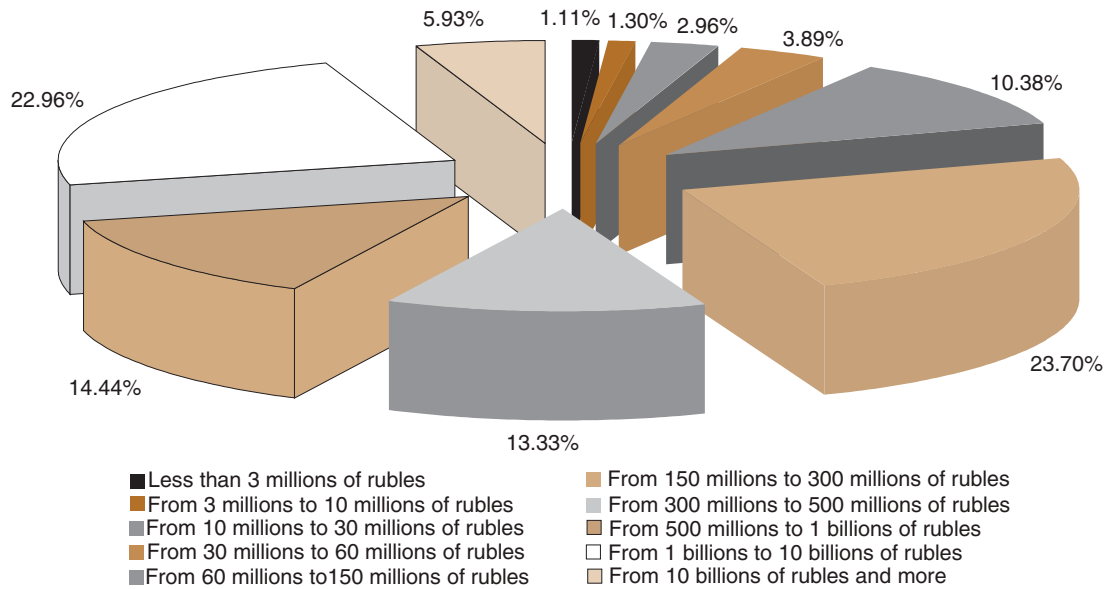 5.93%
1.11%
1.30%
2.96%
3.89%
22.96%
10.38%
14.44%
23.70%
13.33%
Less than 3 millions of rubles
From 3 millions to 10 millions of rubles
From 10 millions to 30 millions of rubles
From 30 millions to 60 millions of rubles
From 60 millions to150 millions of rubles
From 150 millions to 300 millions of rubles
From 300 millions to 500 millions of rubles
From 500 millions to 1 billions of rubles
From 1 billions to 10 billions of rubles
From 10 billions of rubles and more